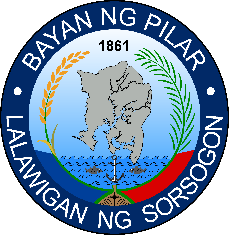 BAYAN NG PILAR
1861
LALAWIGAN NG SORSOGON